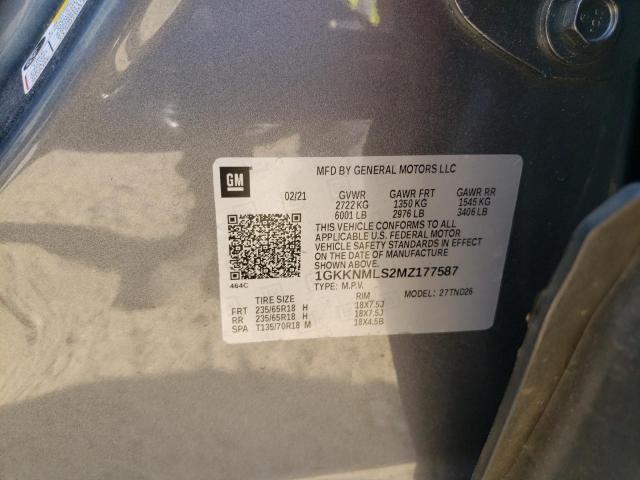 GM
MFD BY GENERAL MOTORS LLC
02/21 GVWR GAWR FRT GAWR RR
2722 KG 1350 KG 1545 KG
6001 LB 2976 LB 3406 LB
THIS VEHICLE CONFORMS TO ALL
APPLICABLE U.S. FEDERAL MOTOR
VEHICLE SAFETY STANDARDS IN EFFECT
ON THE DATE OF MANUFACTURE
SHOWN ABOVE.
1GKKNMLS2MZ177587
464C
TYPE: M.P.V. MODEL: 27TND26
TIRE SIZE RIM
FRT 235/65R18 H 18X7.5J
RR 235/65R18 H 18X7.5J
SPA T135/70R18 M 18X4.5B